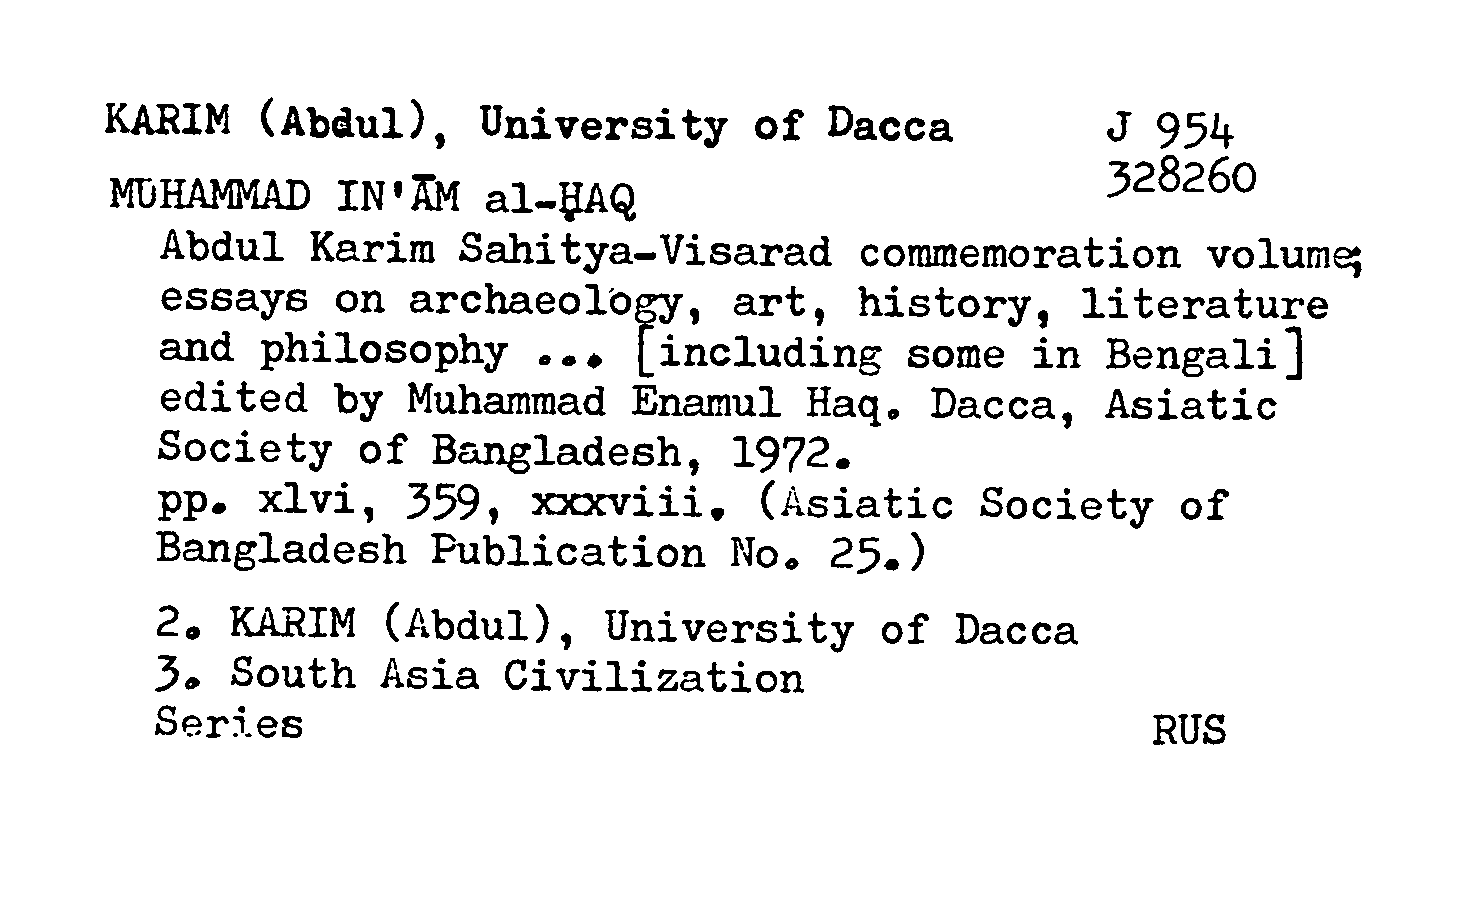 KARIM (Abdul), University of Dacca J 954
328260
MUHAMMAD IN'ĀM al-ḤAQ
Abdul Karim Sahitya-Visarad commemoration volume;
essays on archaeology, art, history, literature
and philosophy ... [including some in Bengali]
edited by Muhammad Enamul Haq. Dacca, Asiatic
Society of Bangladesh, 1972.
pp. xlvi, 359, xxxviii. (Asiatic Society of
Bangladesh Publication No. 25.)
2. KARIM (Abdul), University of Dacca
3. South Asia Civilization
Series RUS